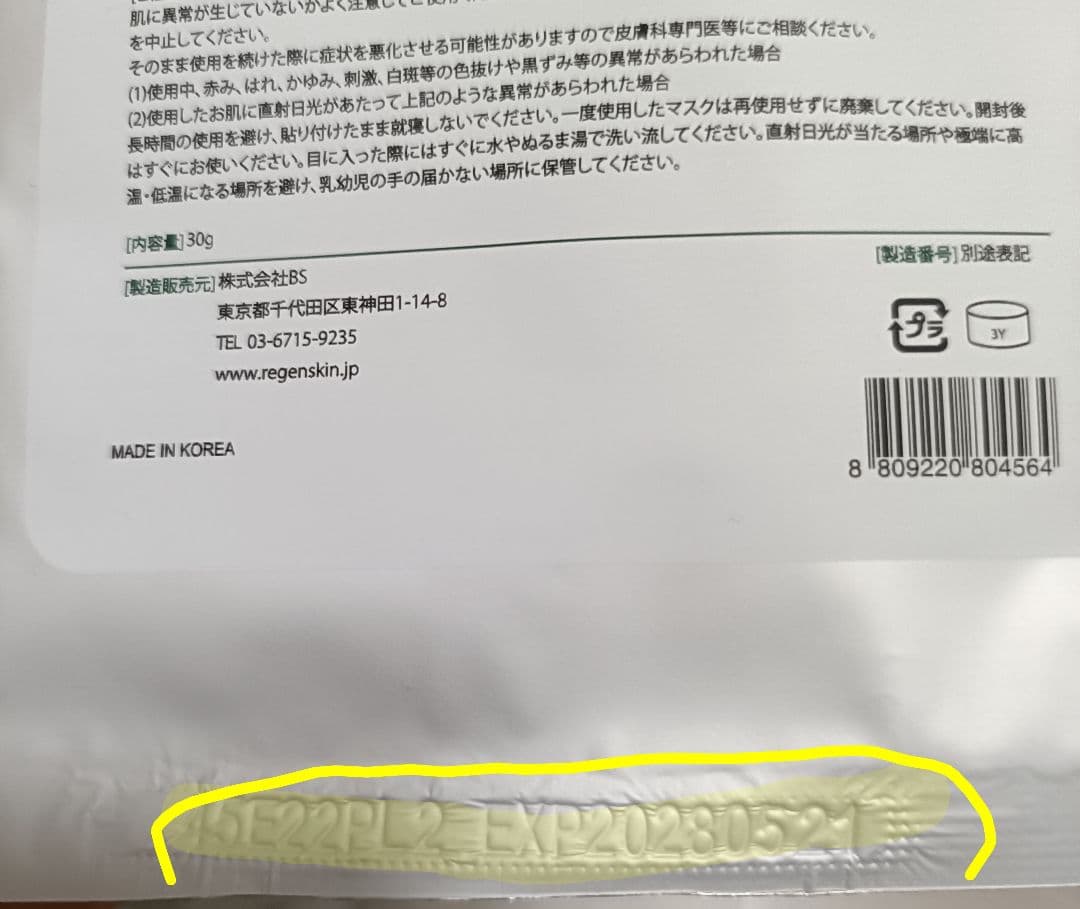 肌に異常が生じていないかよく注意して
を中止してください。
そのまま使用を続けた際に症状を悪化させる可能性がありますので皮膚科専門医等にご相談ください。
(1)使用中、赤み、はれ、かゆみ、刺激、白斑等の色抜けや黒ずみ等の異常があらわれた場合
(2)使用したお肌に直射日光があたって上記のような異常があらわれた場合
長時間の使用を避け、貼り付けたまま就寝しないでください。一度使用したマスクは再使用せずに廃棄してください。開封後
はすぐにお使いください。目に入った際にはすぐに水やぬるま湯で洗い流してください。直射日光が当たる場所や極端に高
温・低温になる場所を避け、乳幼児の手の届かない場所に保管してください。
[内容量]30g
[製造販売元]株式会社BS
東京都千代田区東神田1-14-8
TEL 03-6715-9235
www.regenskin.jp
[製造番号]別途表記
プラ
3Y
MADE IN KOREA
8 809220 804564
5E22PL2 EXP20280521